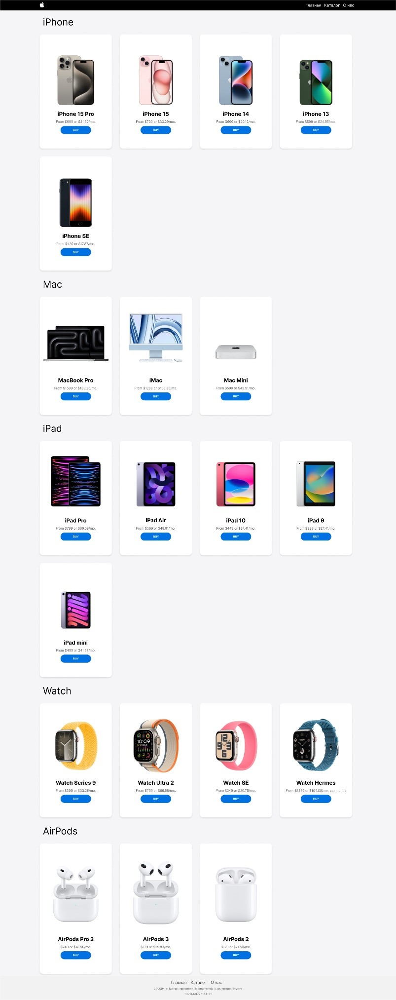 Главная Каталог О нас
iPhone
iPhone 15 Pro
From $999 or $41.62/mo.
BUY
iPhone 15
From $799 or $33.29/mo.
BUY
iPhone 14
From $699 or $29.12/mo.
BUY
iPhone 13
From $599 or $24.95/mo.
BUY
iPhone SE
From $429 or $17.87/mo.
BUY
Mac
MacBook Pro
From $1599 or $133.25/mo.
BUY
iMac
From $1299 or $108.25/mo.
BUY
Mac Mini
From $599 or $49.91/mo.
BUY
iPad
iPad Pro
From $799 or $66.58/mo.
BUY
iPad Air
From $599 or $49.91/mo.
BUY
iPad 10
From $449 or $37.41/mo.
BUY
iPad 9
From $329 or $27.41/mo.
BUY
iPad mini
From $499 or $41.58/mo.
BUY
Watch
Watch Series 9
From $399 or $33.25/mo.
BUY
10:09
Watch Ultra 2
From $799 or $66.58/mo.
BUY
Watch SE
From $249 or $20.75/mo.
BUY
Watch Hermes
From $1249 or $104.08/mo. per month
BUY
AirPods
AirPods Pro 2
$249 or $41.50/mo.
BUY
AirPods 3
$179 or $29.83/mo.
BUY
AirPods 2
$129 or $21.50/mo.
BUY
Главная Каталог О нас
220004, г. Минск, проспект Победителей, 9, ст. метро Немига
+375(44)777-44-35